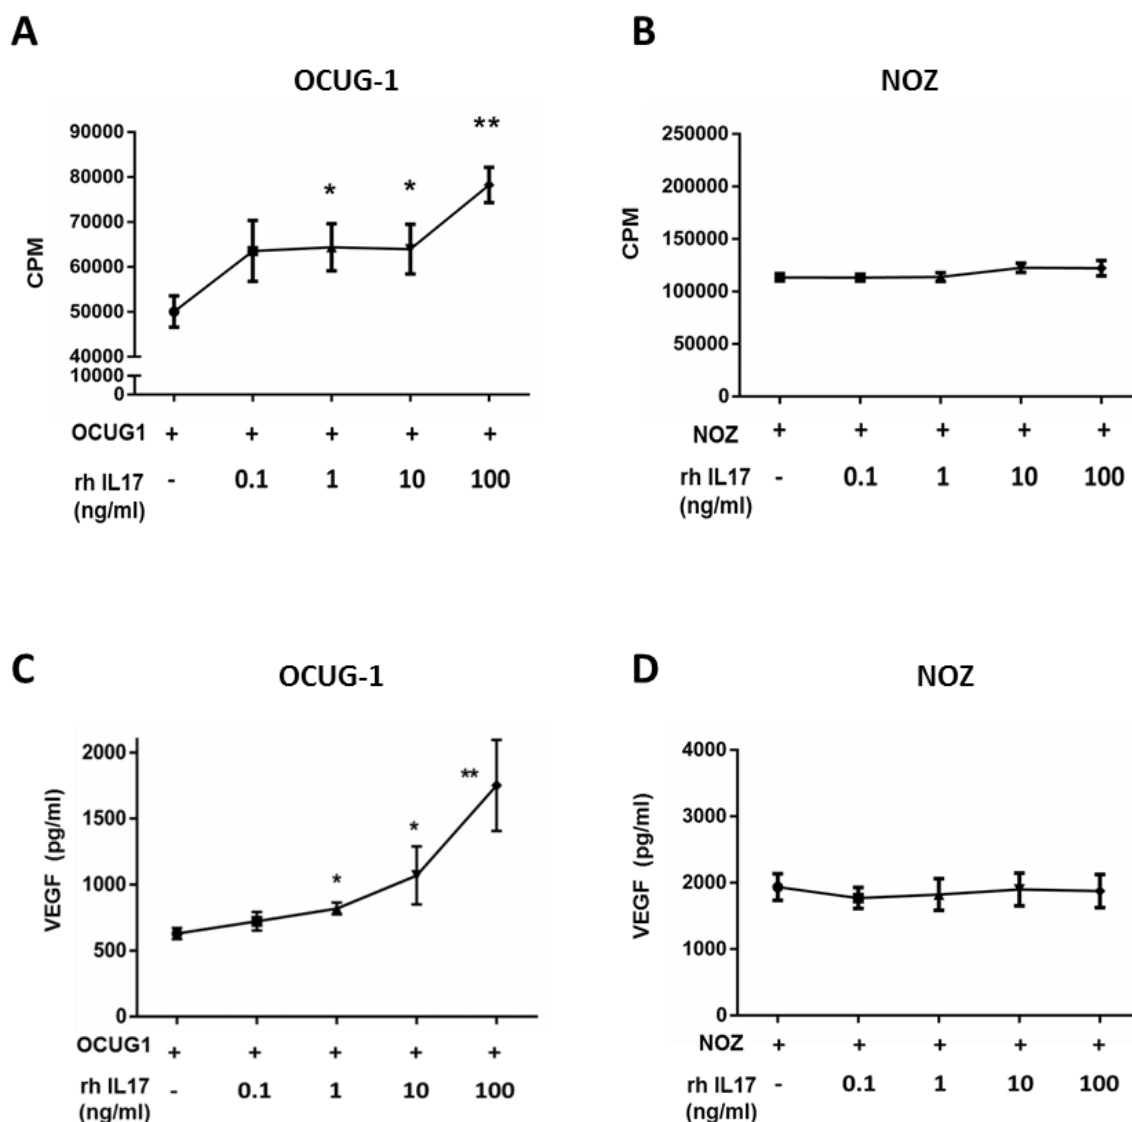 A
OCUG-1
**
*
*
CPM
90000
80000
70000
60000
50000
40000
10000
0
OCUG1 + + + + +
rh IL17 - 0.1 1 10 100
(ng/ml)
B
NOZ
CPM
250000
200000
150000
100000
50000
0
NOZ + + + + +
rh IL17 - 0.1 1 10 100
(ng/ml)
C
OCUG-1
**
*
*
VEGF (pg/ml)
2000
1500
1000
500
0
OCUG1 + + + + +
rh IL17 - 0.1 1 10 100
(ng/ml)
D
NOZ
VEGF (pg/ml)
4000
3000
2000
1000
0
NOZ + + + + +
rh IL17 - 0.1 1 10 100
(ng/ml)